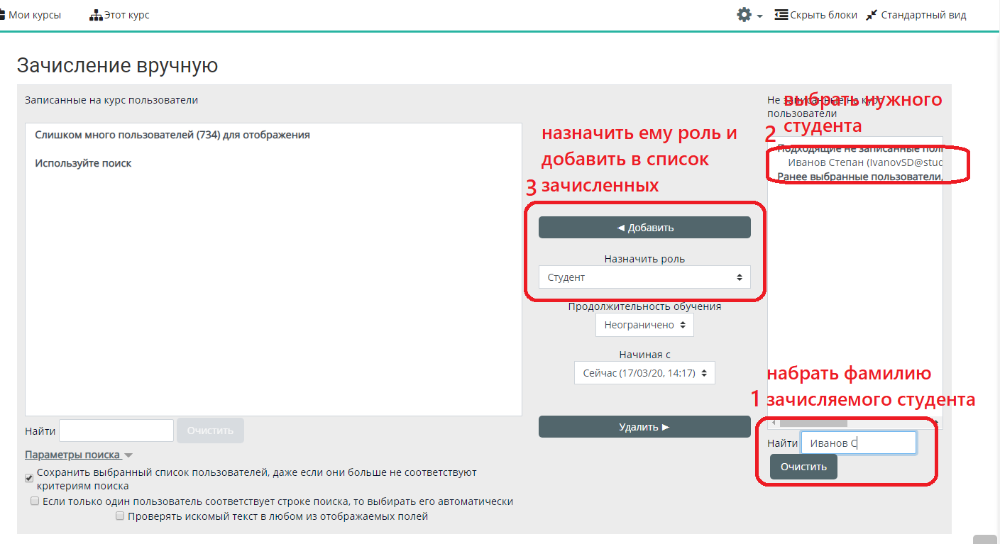 Мои курсы
Этот курс
Скрыть блоки
Стандартный вид
Зачисление вручную
Записанные на курс пользователи
Слишком много пользователей (734) для отображения
Используйте поиск
Найти
Очистить
Параметры поиска
Сохранить выбранный список пользователей, даже если они больше не соответствуют
критериям поиска
Если только один пользователь соответствует строке поиска, то выбирать его автоматически
Проверять искомый текст в любом из отображаемых полей
назначить ему роль и
добавить в список
3 зачисленных
◄ Добавить
Назначить роль
Студент
Продолжительность обучения
Неограничено
Начиная с
Сейчас (17/03/20, 14:17)
Удалить ►
Не записанные на курс
пользователи
выбрать нужного
2 студента
Подходящие не записанные поль
Иванов Степан (IvanovSD@stud
Ранее выбранные пользователи,
набрать фамилию
1 зачисляемого студента
Найти
Иванов С
Очистить